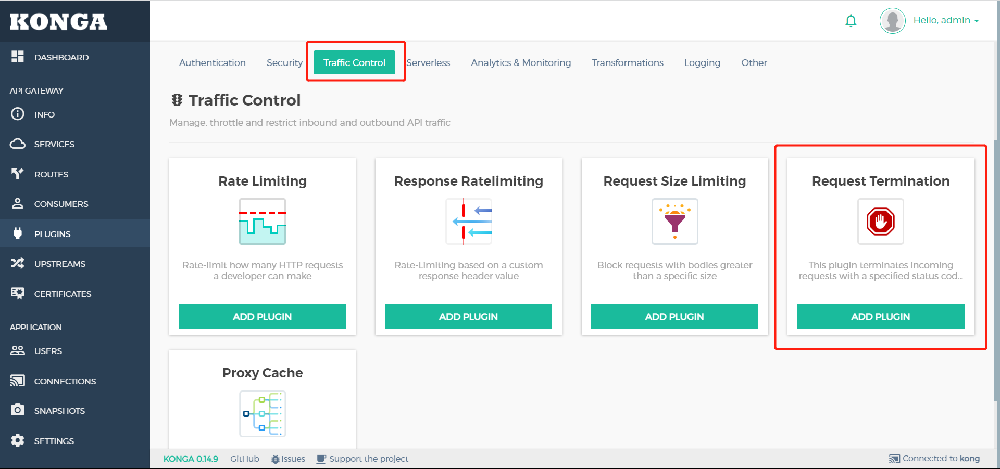 KONGA
Hello, admin
DASHBOARD
API GATEWAY
INFO
SERVICES
ROUTES
CONSUMERS
PLUGINS
UPSTREAMS
CERTIFICATES
APPLICATION
USERS
CONNECTIONS
SNAPSHOTS
SETTINGS
Authentication Security Traffic Control Serverless Analytics & Monitoring Transformations Logging Other
Traffic Control
Manage, throttle and restrict inbound and outbound API traffic
Rate Limiting
Rate-limit how many HTTP requests
a developer can make
ADD PLUGIN
Response Ratelimiting
Rate-Limiting based on a custom
response header value
ADD PLUGIN
Request Size Limiting
Block requests with bodies greater
than a specific size
ADD PLUGIN
Request Termination
This plugin terminates incoming
requests with a specified status cod...
ADD PLUGIN
Proxy Cache
KONGA 0.14.9 GitHub Issues Support the project Connected to kong